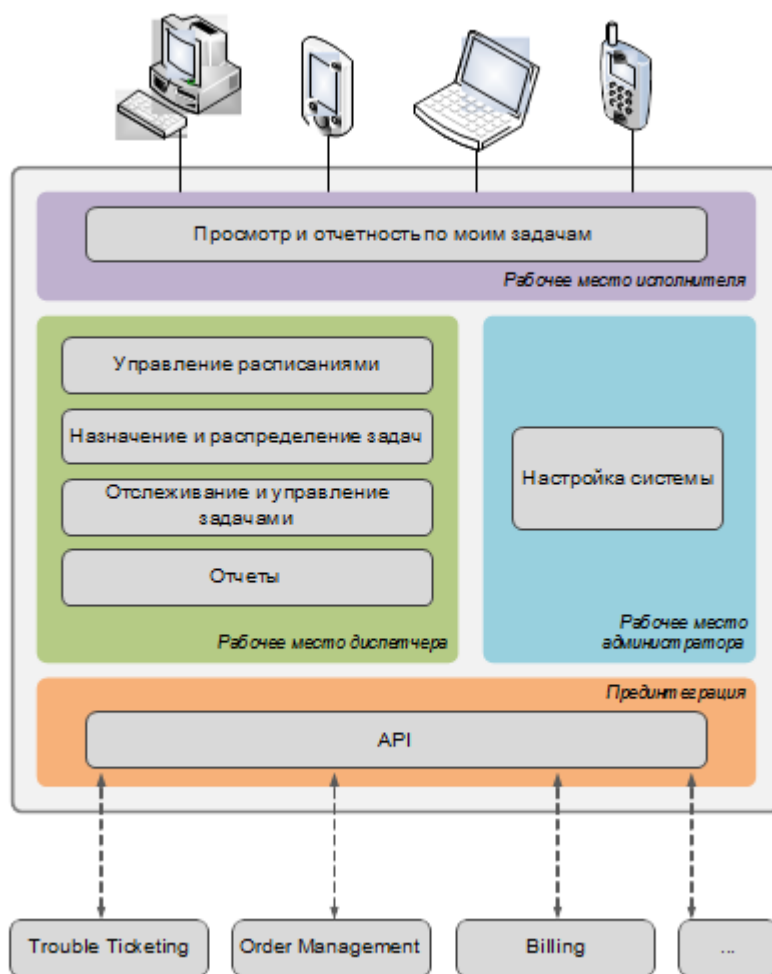 Просмотр и отчетность по моим задачам
Рабочее место исполнителя
Управление расписаниями
Назначение и распределение задач
Отслеживание и управление
задачами
Отчеты
Рабочее место диспетчера
Настройка системы
Рабочее место
администратора
Прединтеграция
API
Trouble Ticketing
Order Management
Billing
...